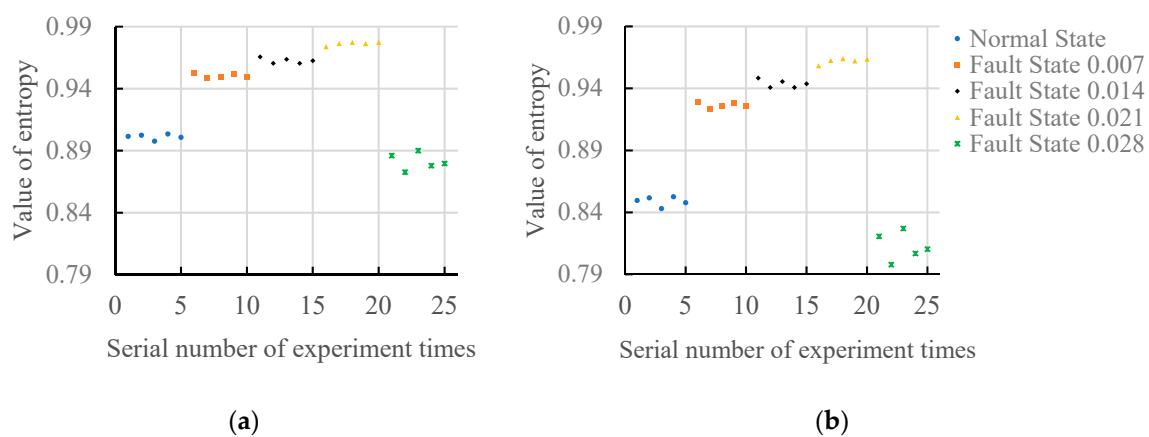 0.99
0.94
0.89
0.84
0.79
Value of entropy
0 5 10 15 20 25
Serial number of experiment times
(a)
0.99
0.94
0.89
0.84
0.79
Value of entropy
0 5 10 15 20 25
Serial number of experiment times
(b)
Normal State
Fault State 0.007
Fault State 0.014
Fault State 0.021
Fault State 0.028